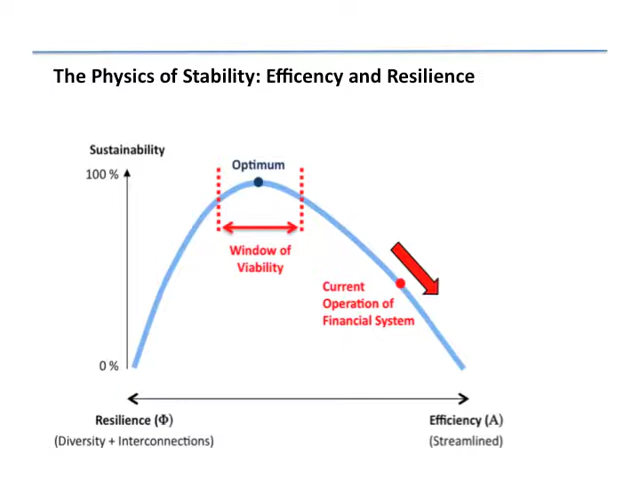 The Physics of Stability: Efficency and Resilience
Sustainability
Optimum
100 %
Window of
Viability
Current
Operation of
Financial System
0 %
Resilience (Φ)
(Diversity + Interconnections)
Efficiency (A)
(Streamlined)